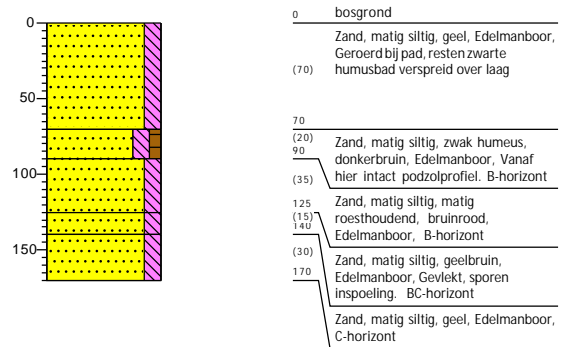 0
50
100
150
0 bosgrond
Zand, matig siltig, geel, Edelmanboor,
Geroerd bij pad, resten zwarte
(70) humusbad verspreid over laag
70
(20) Zand, matig siltig, zwak humeus,
90 donkerbruin, Edelmanboor, Vanaf
hier intact podzolprofiel. B-horizont
(35)
125 Zand, matig siltig, matig
(15) roesthoudend, bruinrood,
140 Edelmanboor, B-horizont
(30) Zand, matig siltig, geelbruin,
170 Edelmanboor, Gevlekt, sporen
inspoeling. BC-horizont
Zand, matig siltig, geel, Edelmanboor,
C-horizont